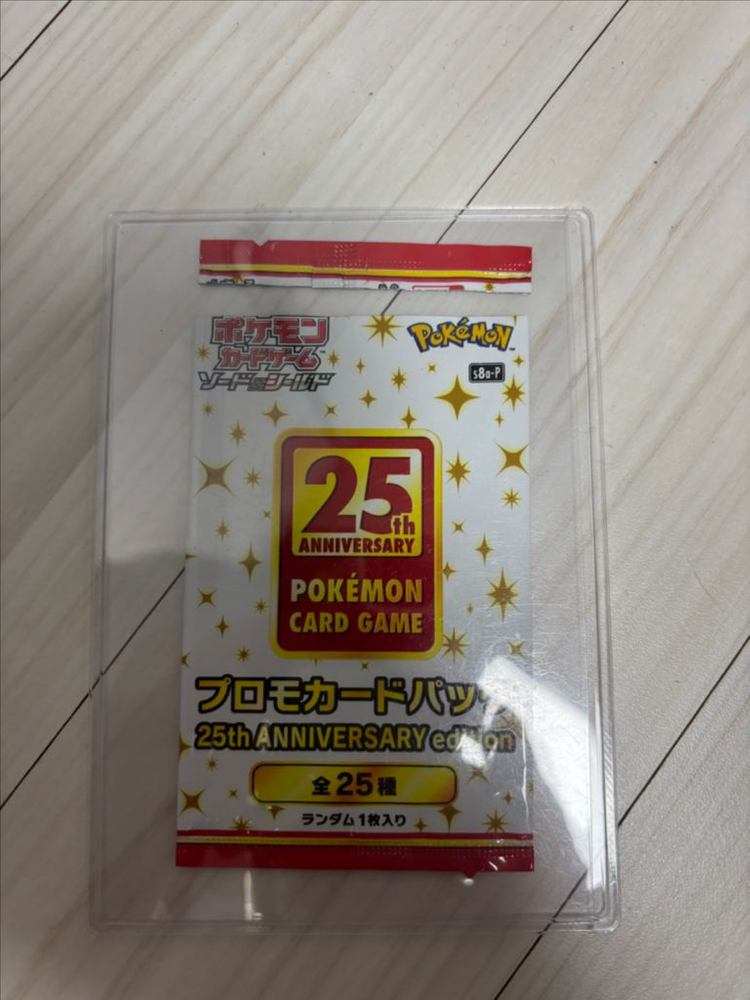 ポケモン
カードゲーム
ソード&シールド
Pokémon
s8a-P
25th
ANNIVERSARY
POKÉMON
CARD GAME
プロモカードパック
25th ANNIVERSARY edition
全25種
ランダム1枚入り